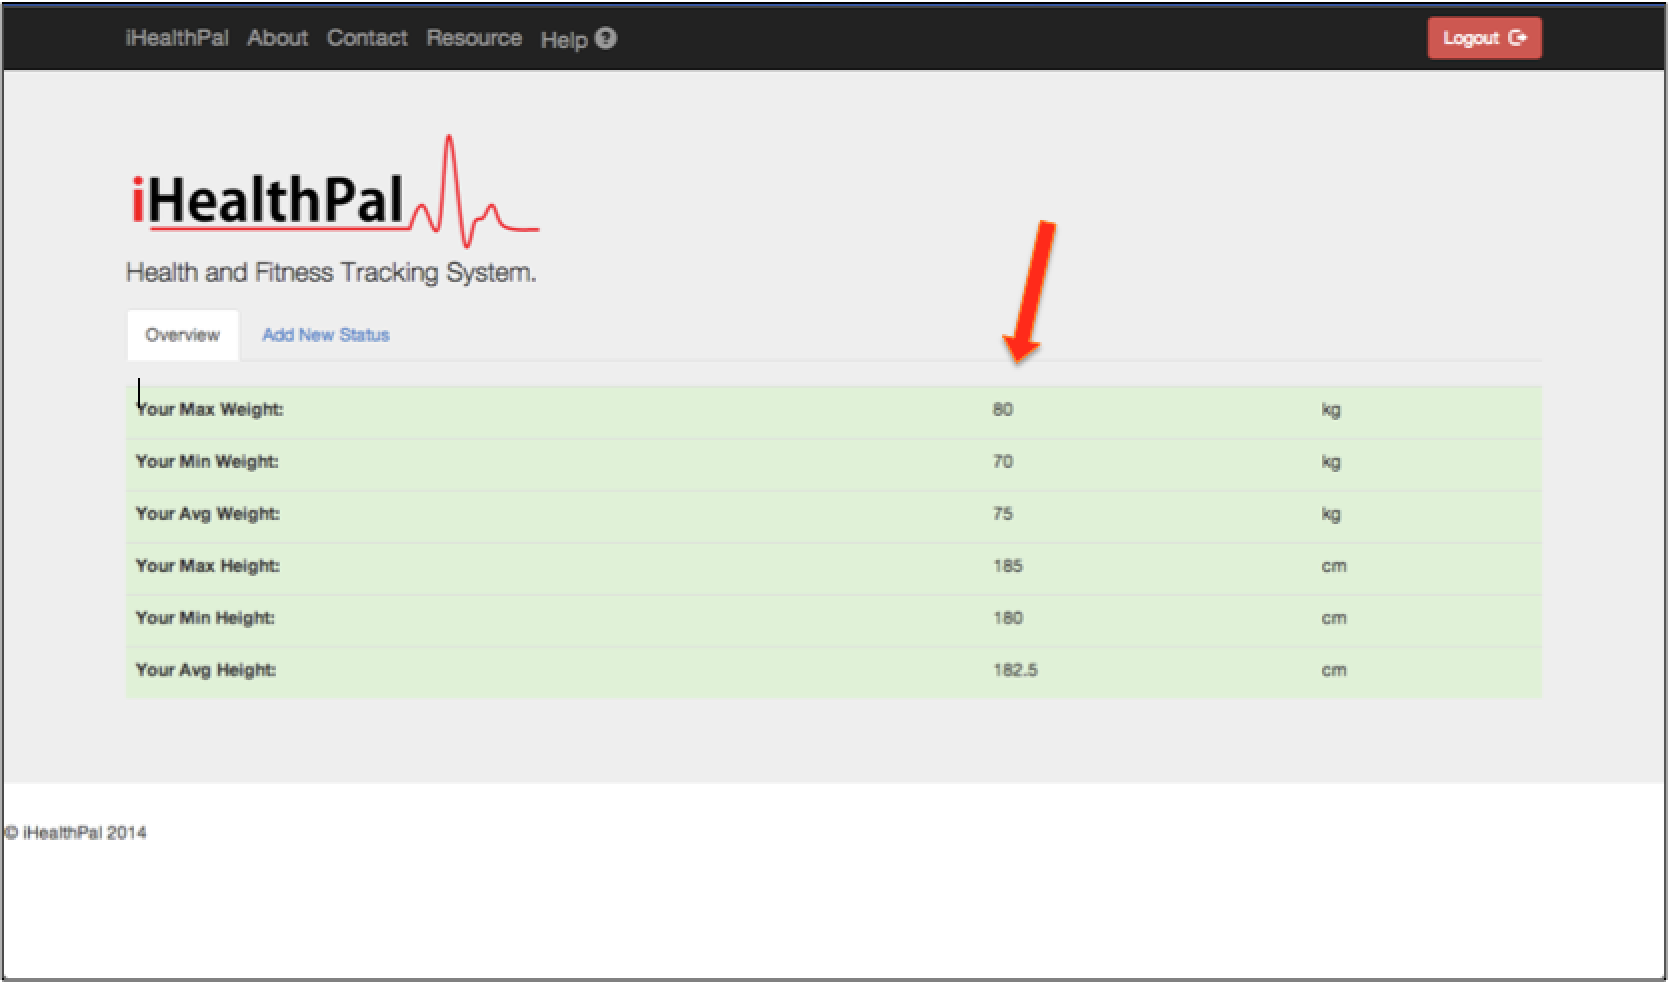 iHealthPal About Contact Resource Help ? Logout
iHealthPal
Health and Fitness Tracking System.
Overview Add New Status
Your Max Weight: 80 kg
Your Min Weight: 70 kg
Your Avg Weight: 75 kg
Your Max Height: 185 cm
Your Min Height: 180 cm
Your Avg Height: 182.5 cm
© iHealthPal 2014